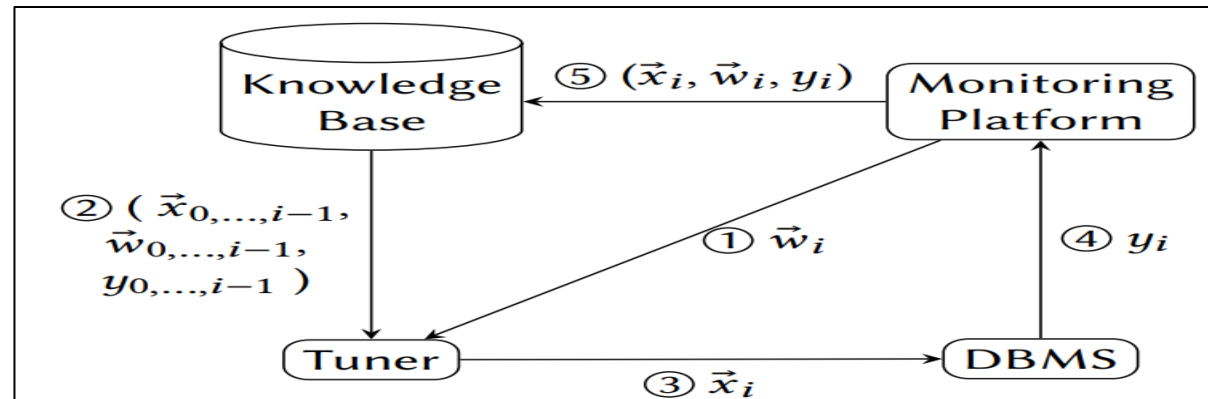 Knowledge
Base
⑤ (x⃗ᵢ, w⃗ᵢ, yᵢ)
Monitoring
Platform
② ( x⃗₀,...,ᵢ₋₁,
w⃗₀,...,ᵢ₋₁,
y₀,...,ᵢ₋₁ )
① w⃗ᵢ
④ yᵢ
Tuner
③ x⃗ᵢ
DBMS